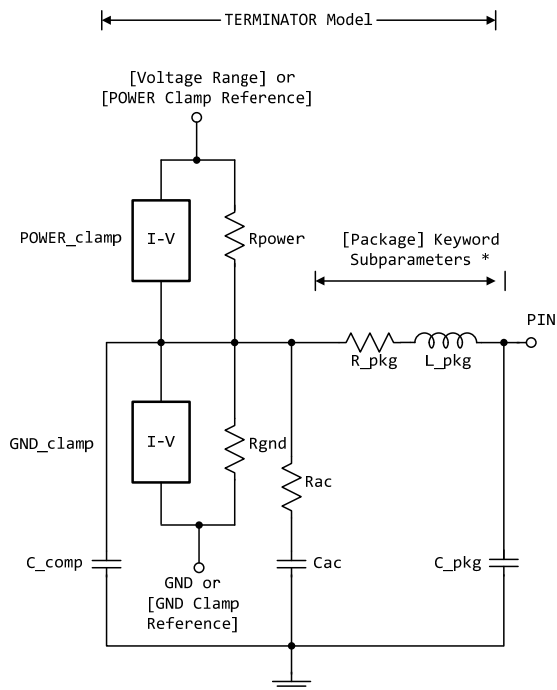 TERMINATOR Model
[Voltage Range] or
[POWER Clamp Reference]
POWER_clamp
I-V
Rpower
[Package] Keyword
Subparameters *
PIN
R_pkg
L_pkg
GND_clamp
I-V
Rgnd
Rac
C_comp
Cac
C_pkg
GND or
[GND Clamp
Reference]